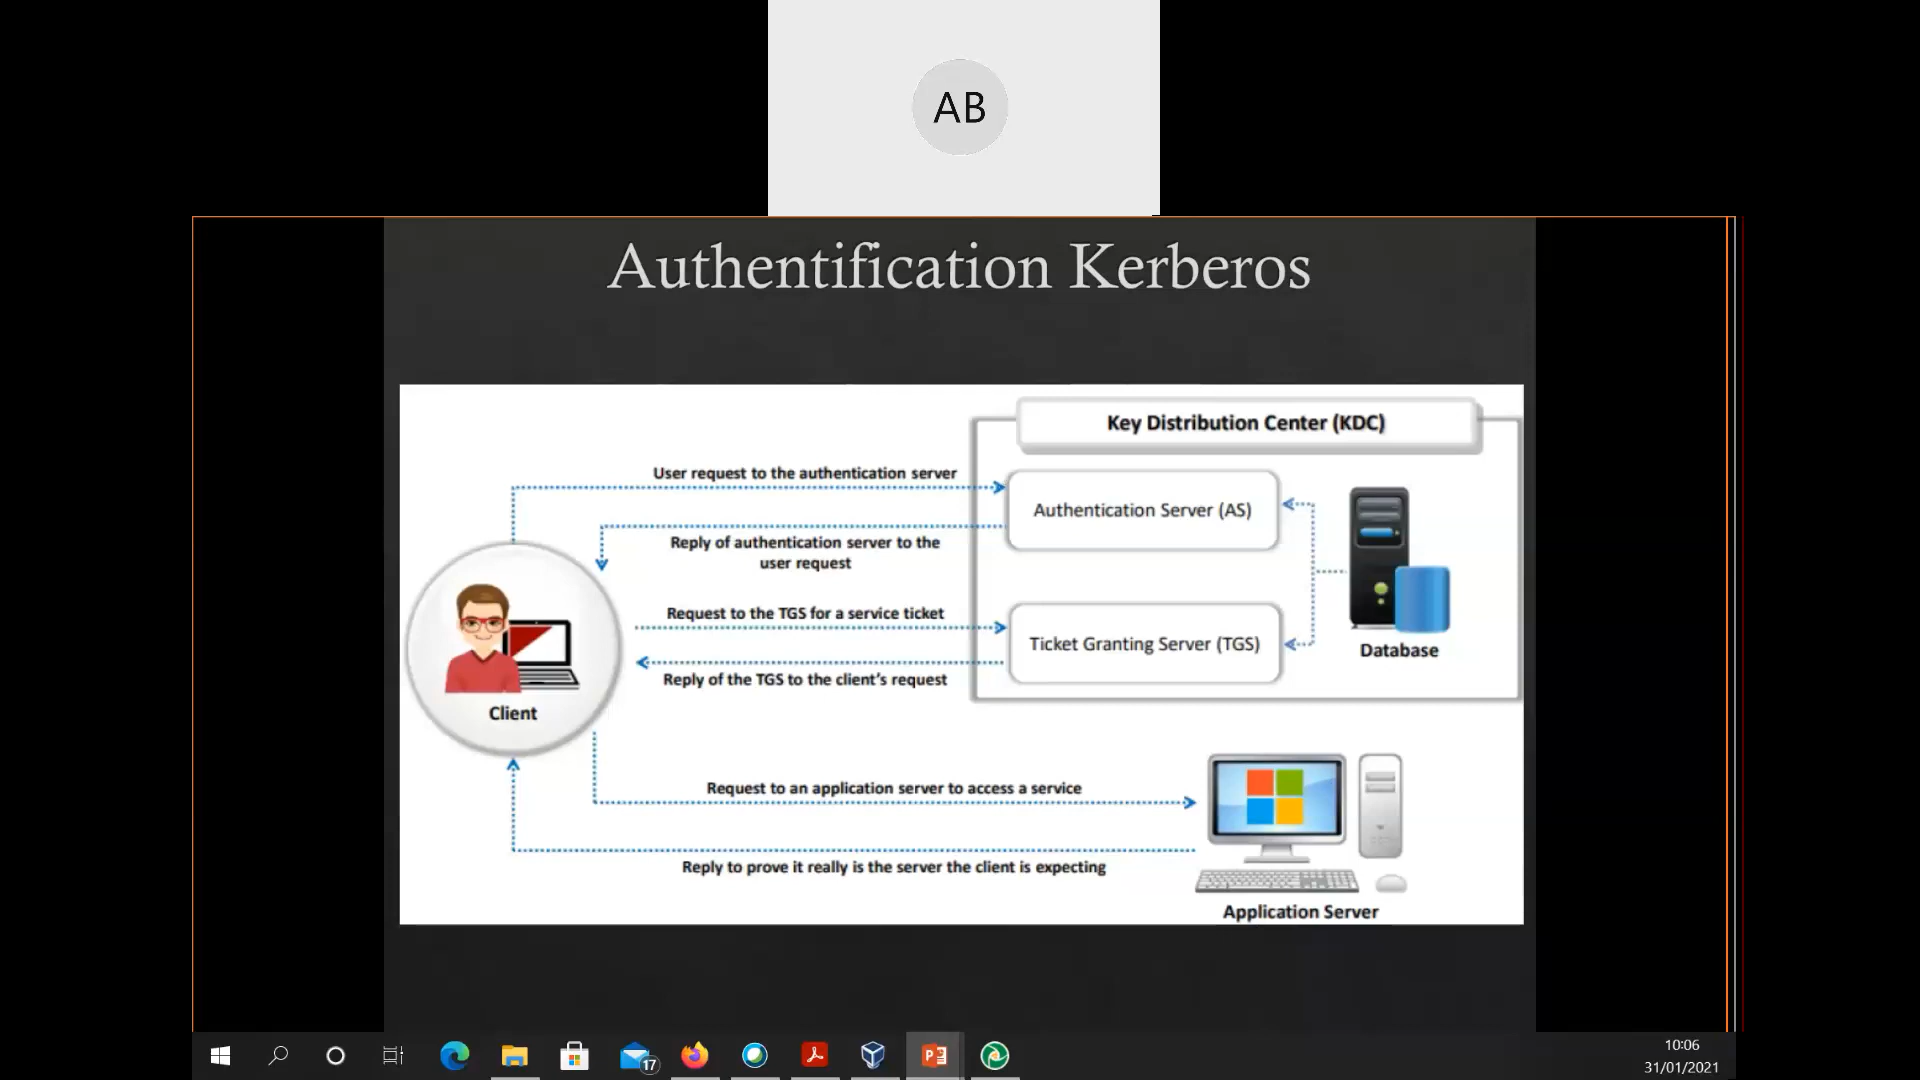 AB
Authentification Kerberos
Key Distribution Center (KDC)
User request to the authentication server
Authentication Server (AS)
Reply of authentication server to the
user request
Request to the TGS for a service ticket
Ticket Granting Server (TGS)
Database
Reply of the TGS to the client's request
Client
Request to an application server to access a service
Reply to prove it really is the server the client is expecting
Application Server
17
10:06
31/01/2021